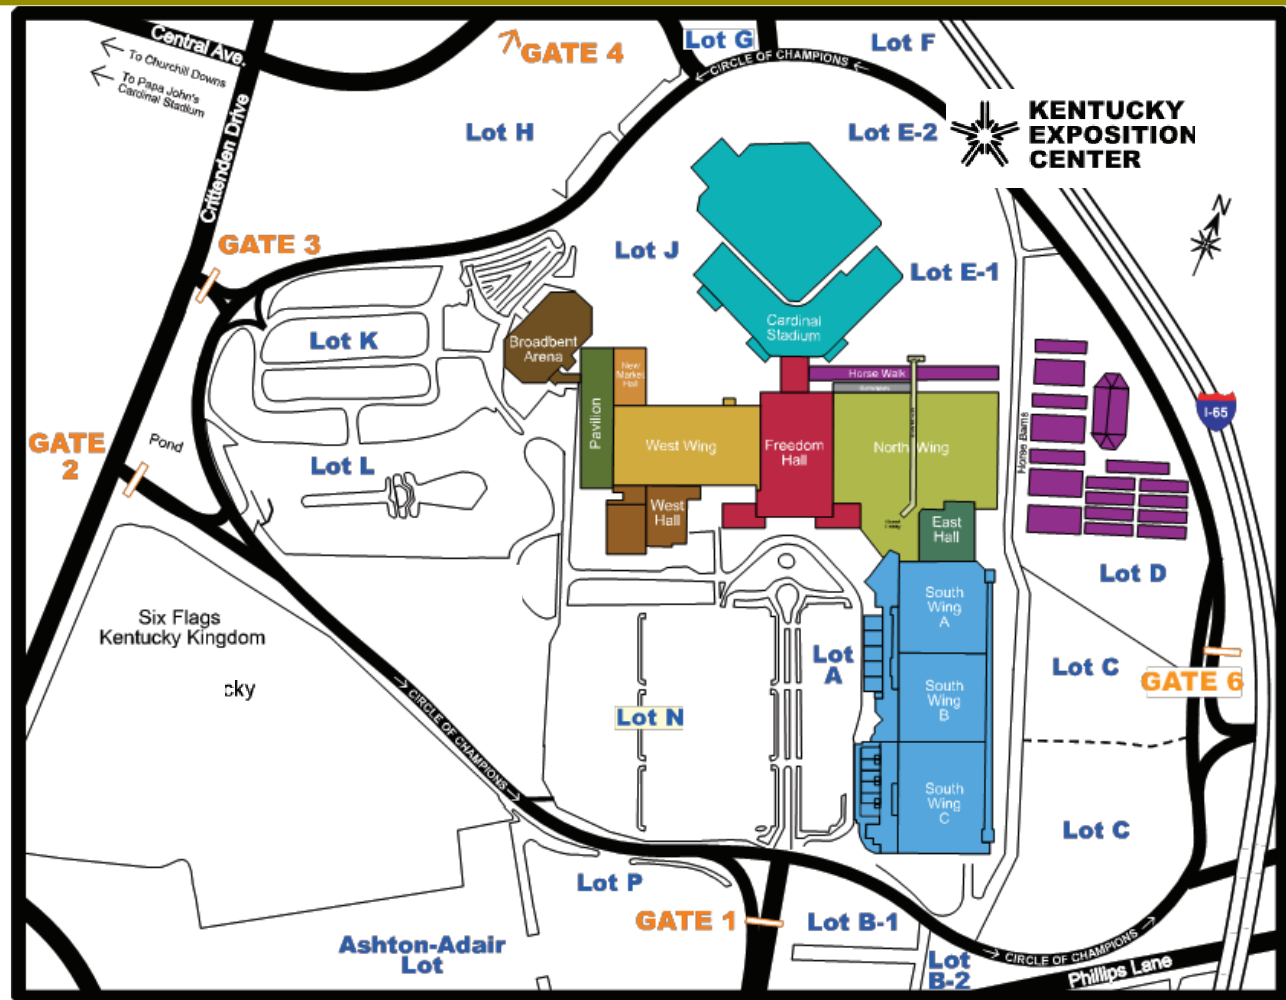 Central Ave.
To Churchill Downs
To Papa John's
Cardinal Stadium
Crittenden Drive
GATE 4
Lot G
Lot F
CIRCLE OF CHAMPIONS
Lot H
Lot E-2
KENTUCKY
EXPOSITION
CENTER
N
GATE 3
Lot J
Lot E-1
Cardinal
Stadium
Lot K
Broadbent
Arena
New
Market
Hall
Horse Walk
I-65
GATE
2
Pond
Lot L
Pavilion
West Wing
Freedom
Hall
North Wing
Horse Barns
West
Hall
East
Hall
Lot D
Six Flags
Kentucky Kingdom
cky
South
Wing
A
Lot
A
Lot C
GATE 6
South
Wing
B
Lot N
CIRCLE OF CHAMPIONS
South
Wing
C
Lot C
Lot P
GATE 1
Lot B-1
Ashton-Adair
Lot
Lot
B-2
CIRCLE OF CHAMPIONS
Phillips Lane